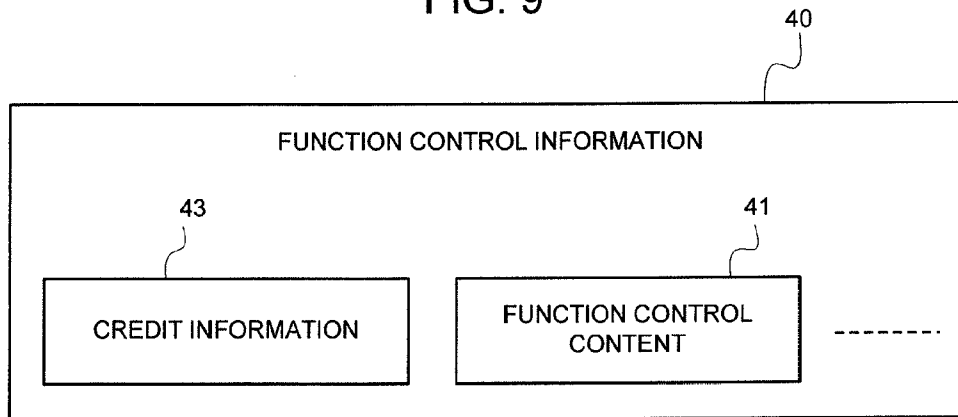 FIG. 9
40
FUNCTION CONTROL INFORMATION
43
41
CREDIT INFORMATION
FUNCTION CONTROL
CONTENT